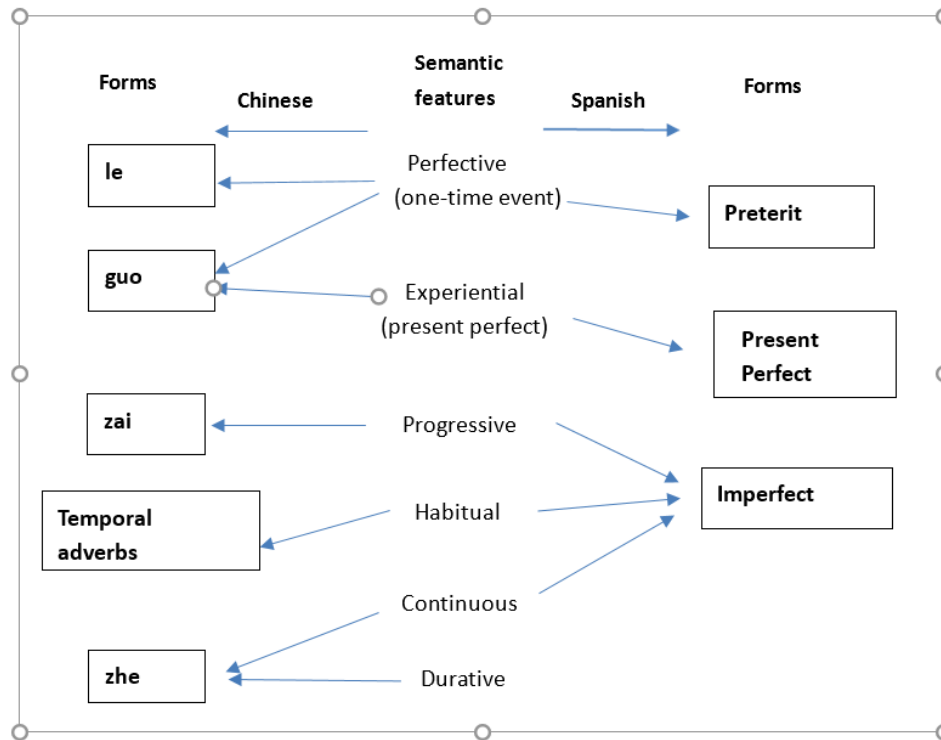 Forms
Chinese
Semantic
features
Spanish
Forms
le
Perfective
(one-time event)
Preterit
guo
Experiential
(present perfect)
Present
Perfect
zai
Progressive
Imperfect
Temporal
adverbs
Habitual
Continuous
zhe
Durative